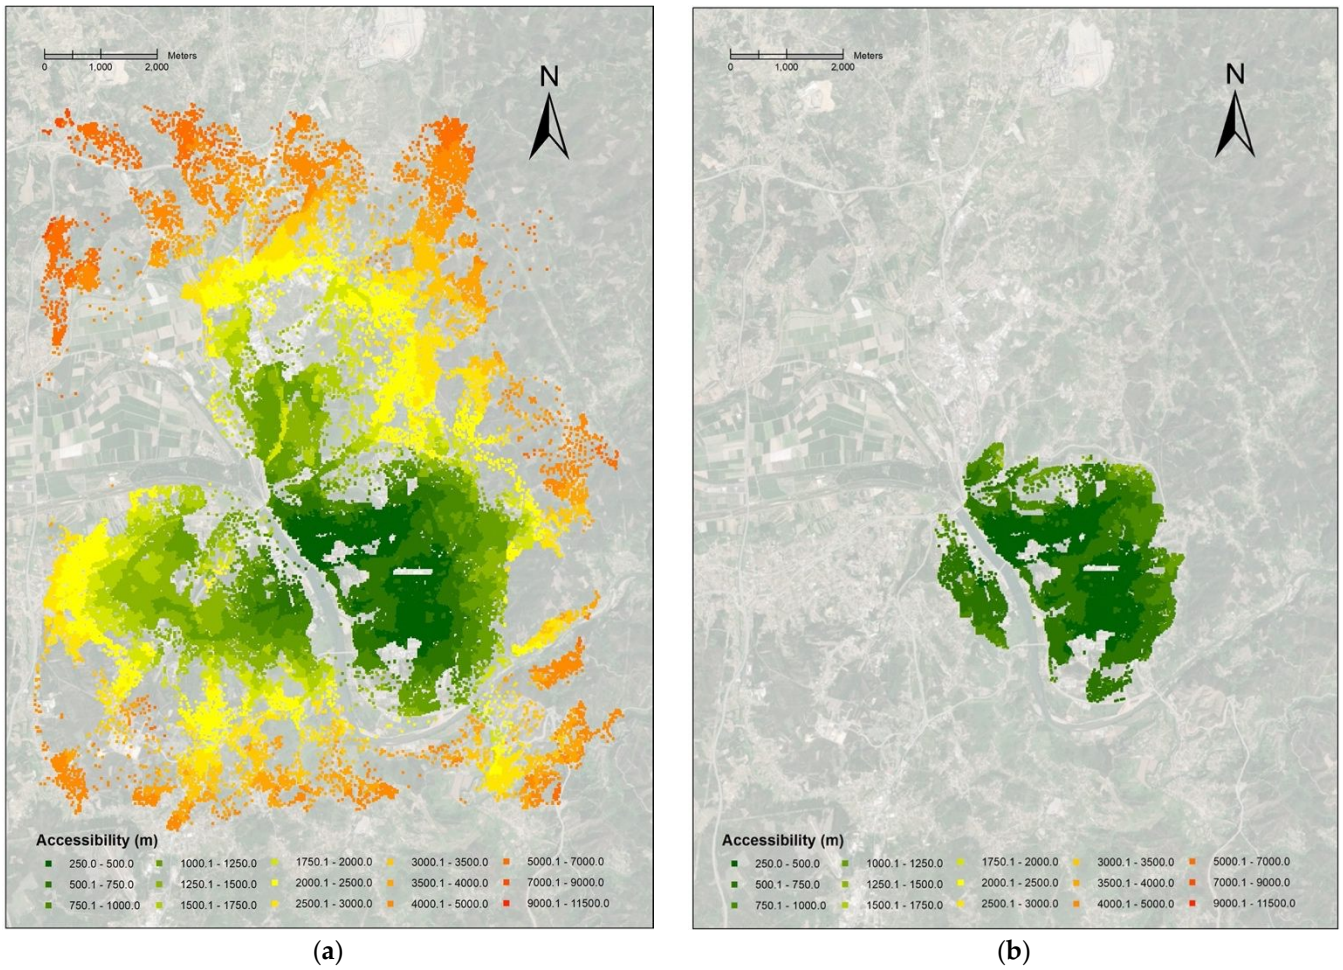 Meters
0 1,000 2,000
N
Accessibility (m)
250.0 - 500.0 1000.1 - 1250.0 1750.1 - 2000.0 3000.1 - 3500.0 5000.1 - 7000.0
500.1 - 750.0 1250.1 - 1500.0 2000.1 - 2500.0 3500.1 - 4000.0 7000.1 - 9000.0
750.1 - 1000.0 1500.1 - 1750.0 2500.1 - 3000.0 4000.1 - 5000.0 9000.1 - 11500.0
(a)
Meters
0 1,000 2,000
N
Accessibility (m)
250.0 - 500.0 1000.1 - 1250.0 1750.1 - 2000.0 3000.1 - 3500.0 5000.1 - 7000.0
500.1 - 750.0 1250.1 - 1500.0 2000.1 - 2500.0 3500.1 - 4000.0 7000.1 - 9000.0
750.1 - 1000.0 1500.1 - 1750.0 2500.1 - 3000.0 4000.1 - 5000.0 9000.1 - 11500.0
(b)